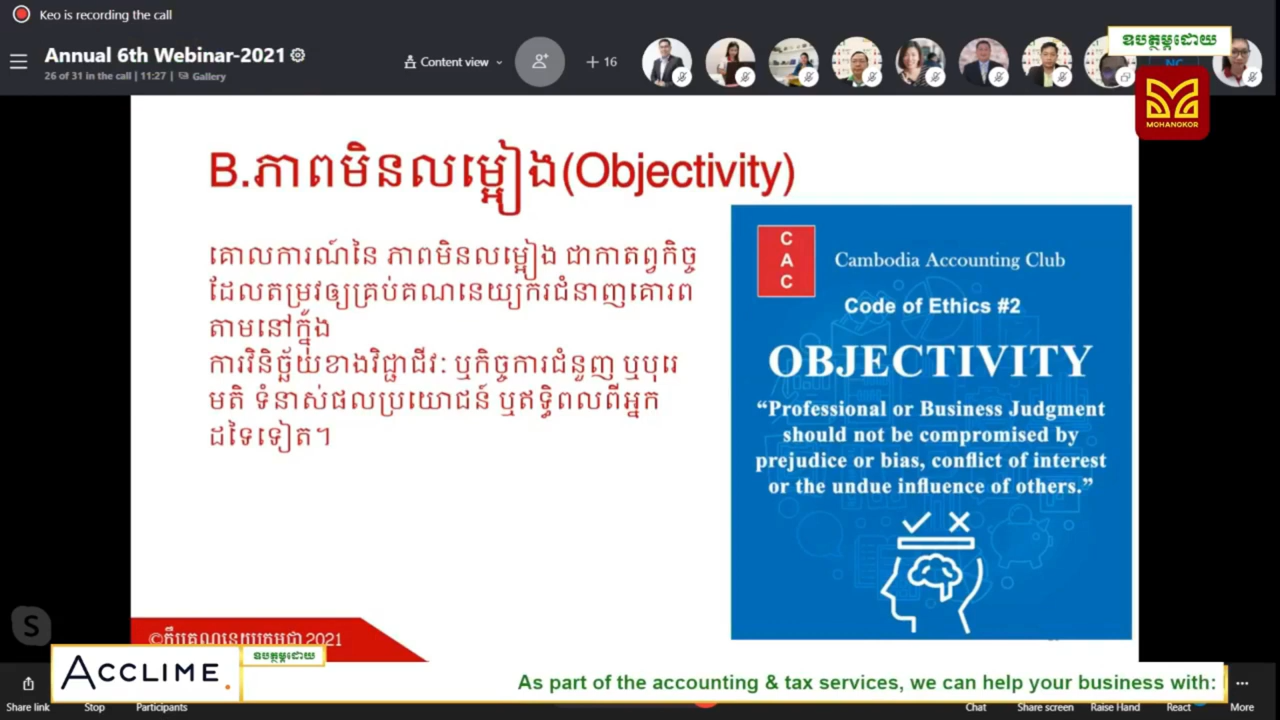 Keo is recording the call
Annual 6th Webinar-2021
26 of 31 in the call | 11:27 | Gallery
Content view
+ 16
ឧបត្ថម្ភដោយ
NC
MOHANGKOR
B.ភាពមិនលម្អៀង(Objectivity)
គោលការណ៍នៃ ភាពមិនលម្អៀង ជាកាតព្វកិច្ច
ដែលតម្រូវឲ្យគ្រប់គណនេយ្យករជំនាញគោរព
តាមនៅក្នុង
ការវិនិច្ឆ័យខាងវិជ្ជាជីវៈ ឬកិច្ចការជំនួញ ឬបុរេ
មតិ ទំនាស់ផលប្រយោជន៍ ឬឥទ្ធិពលពីអ្នក
ដទៃទៀត។
C
A
C
Cambodia Accounting Club
Code of Ethics #2
OBJECTIVITY
“Professional or Business Judgment
should not be compromised by
prejudice or bias, conflict of interest
or the undue influence of others.”
S
©ក្លឹបគណនេយ្យកម្ពុជា 2021
ACCLIME.
ឧបត្ថម្ភដោយ
As part of the accounting & tax services, we can help your business with:
Share link
Stop
Participants
Chat
Share screen
Raise Hand
React
More